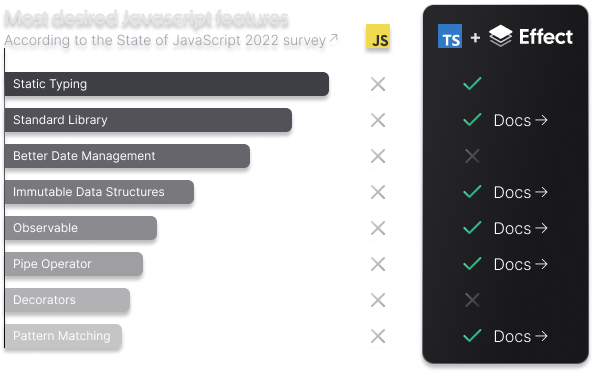 Most desired Javascript features
According to the State of JavaScript 2022 survey
JS
TS + Effect
Static Typing
Standard Library
Docs
Better Date Management
Immutable Data Structures
Docs
Observable
Docs
Pipe Operator
Docs
Decorators
Pattern Matching
Docs